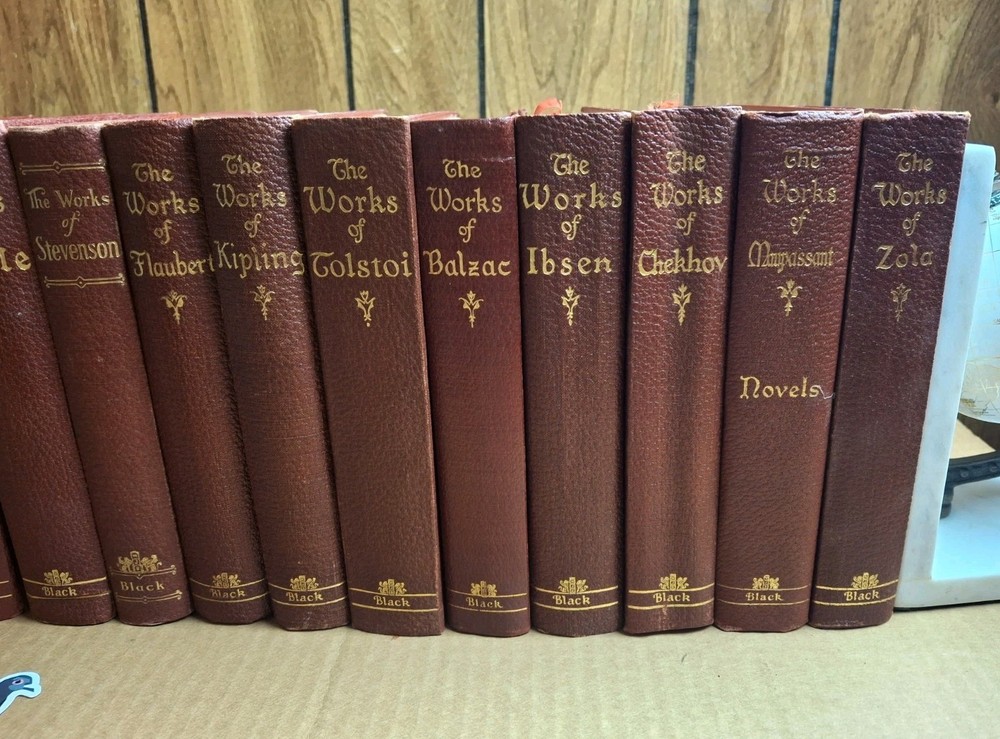 The Works
of
Stevenson
Black
The
Works
of
Flaubert
Black
The
Works
of
Kipling
Black
The
Works
of
Tolstoi
Black
The
Works
of
Balzac
Black
The
Works
of
Ibsen
Black
The
Works
of
Chekhov
Black
The
Works
of
Maupassant
Novels
Black
The
Works
of
Zola
Black